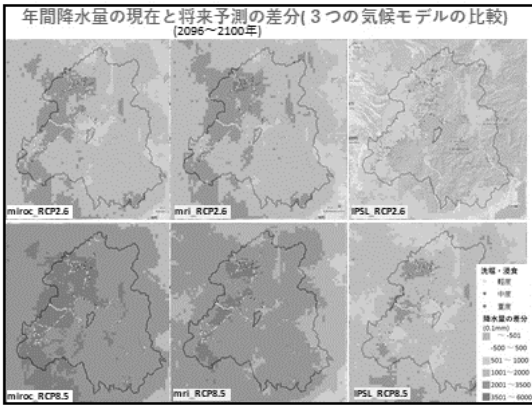 年間降水量の現在と将来予測の差分(３つの気候モデルの比較)
(2096～2100年)
miroc_RCP2.6
mri_RCP2.6
IPSL_RCP2.6
miroc_RCP8.5
mri_RCP8.5
IPSL_RCP8.5
洗堀・浸食
軽度
中度
重度
降水量の差分
(0.1mm)
～ -501
-500 ～ 500
501 ～ 1000
1001～2000
2001～3500
3501～6000